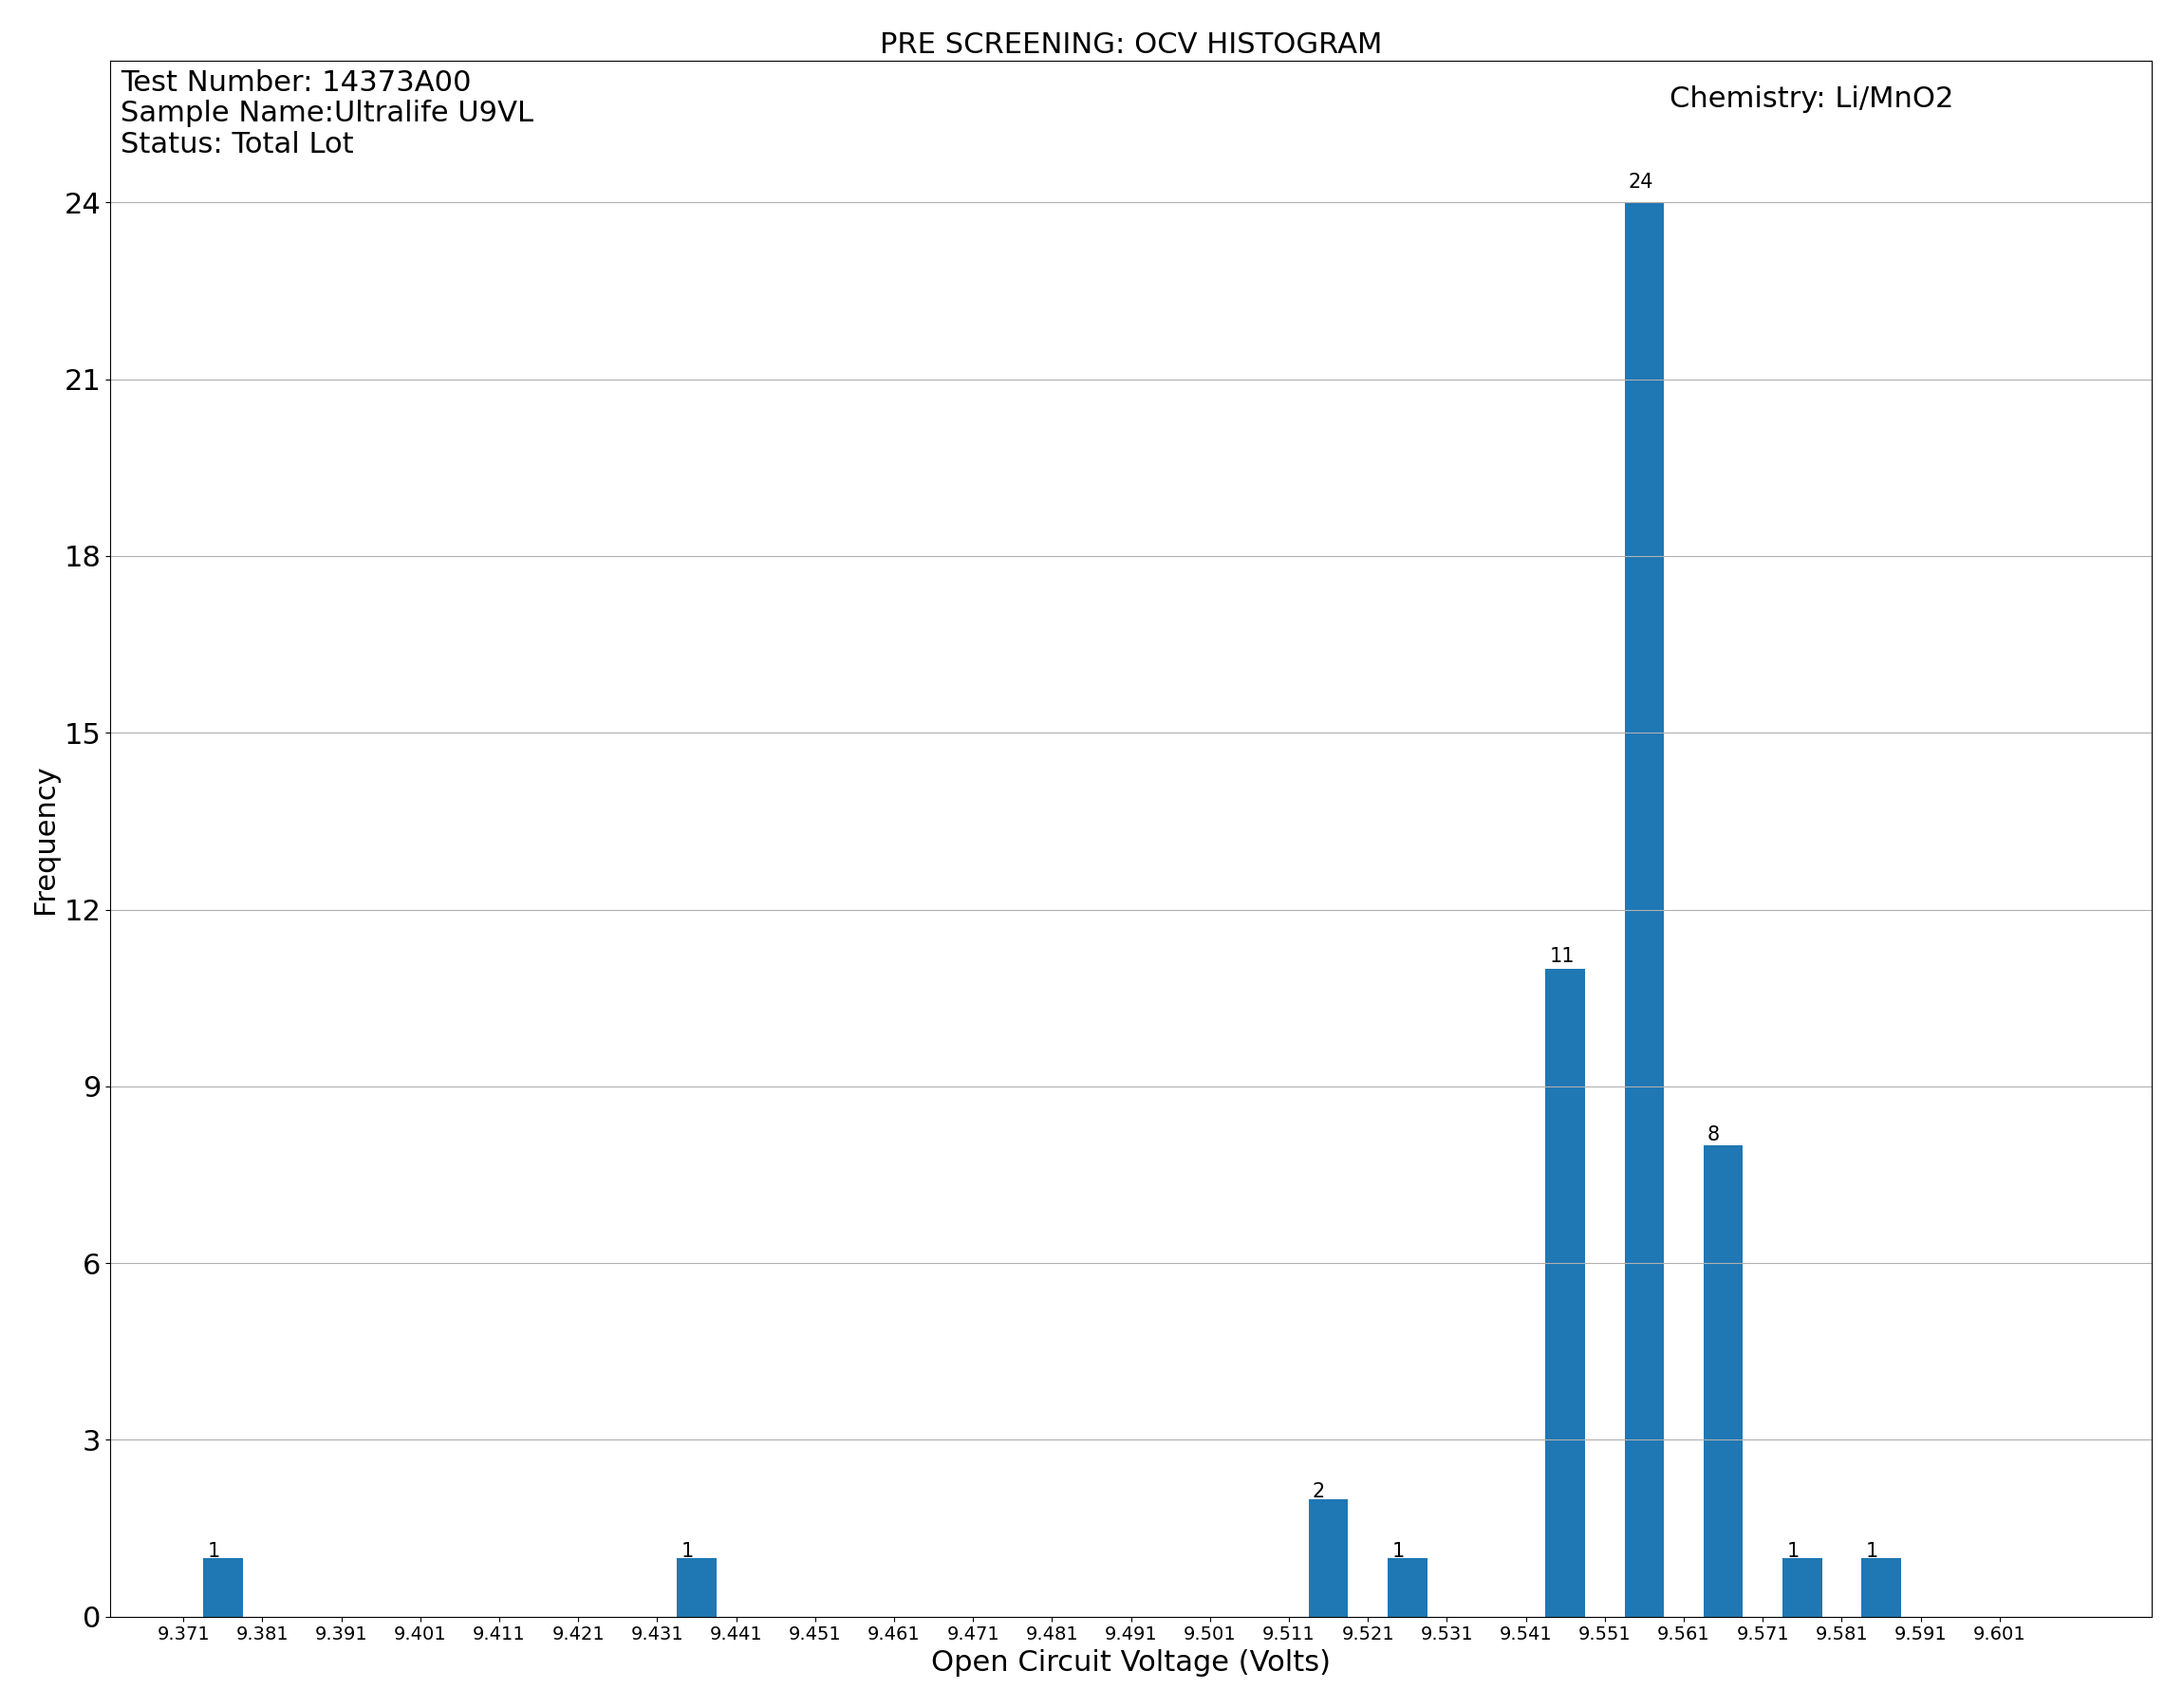 PRE SCREENING: OCV HISTOGRAM
Test Number: 14373A00
Sample Name:Ultralife U9VL
Status: Total Lot
Chemistry: Li/MnO2
24
24
21
18
15
12
11
9
8
6
3
2
1
1
1
1
1
0
Frequency
9.371 9.381 9.391 9.401 9.411 9.421 9.431 9.441 9.451 9.461 9.471 9.481 9.491 9.501 9.511 9.521 9.531 9.541 9.551 9.561 9.571 9.581 9.591 9.601
Open Circuit Voltage (Volts)